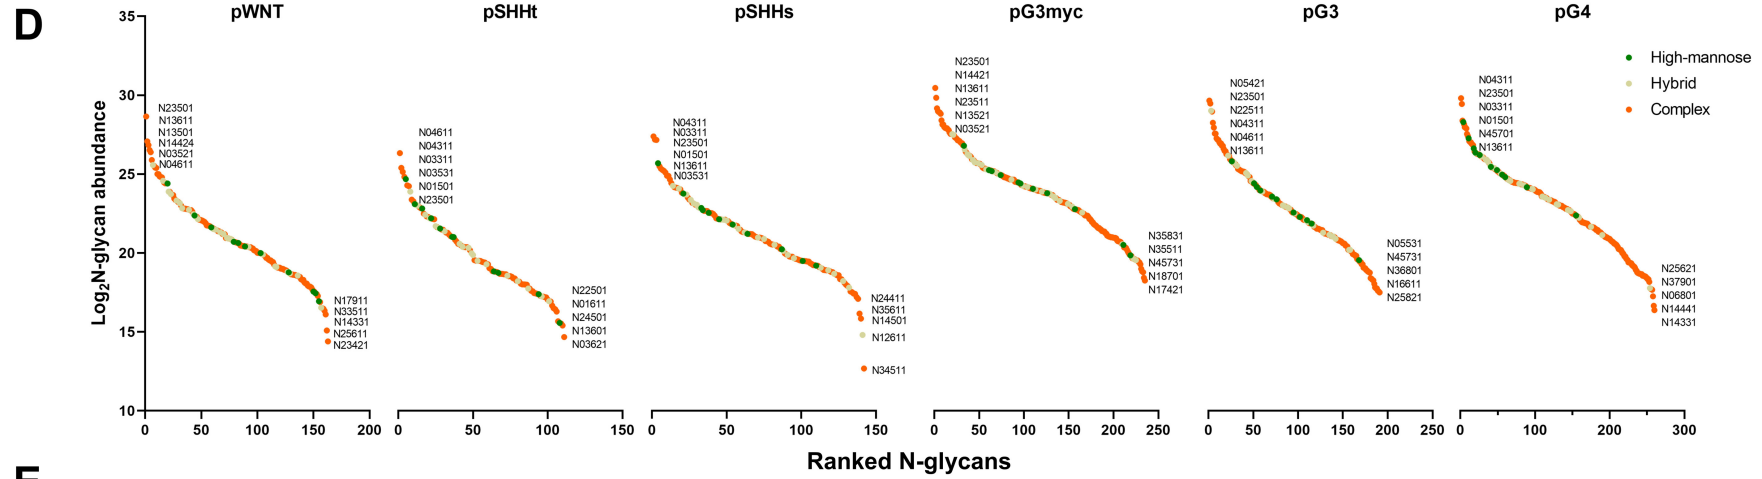 D
pWNT
pSHHt
pSHHs
pG3myc
pG3
pG4
High-mannose
Hybrid
Complex
Log2N-glycan abundance
35
30
25
20
15
10
N23501
N13611
N13501
N14424
N03521
N04611
N17911
N33511
N14331
N25611
N23421
0 50 100 150 200
N04611
N04311
N03311
N03531
N01501
N23501
N22501
N01611
N24501
N13601
N03621
0 50 100 150
N04311
N03311
N23501
N01501
N13611
N03531
N24411
N35611
N14501
N12611
N34511
0 50 100 150
N23501
N14421
N13611
N23511
N13521
N03521
N35831
N35511
N45731
N18701
N17421
0 50 100 150 200 250
N05421
N23501
N22511
N04311
N04611
N13611
N05531
N45731
N36801
N16611
N25821
0 50 100 150 200 250
N04311
N23501
N03311
N01501
N45701
N13611
N25621
N37901
N06801
N14441
N14331
0 100 200 300
Ranked N-glycans